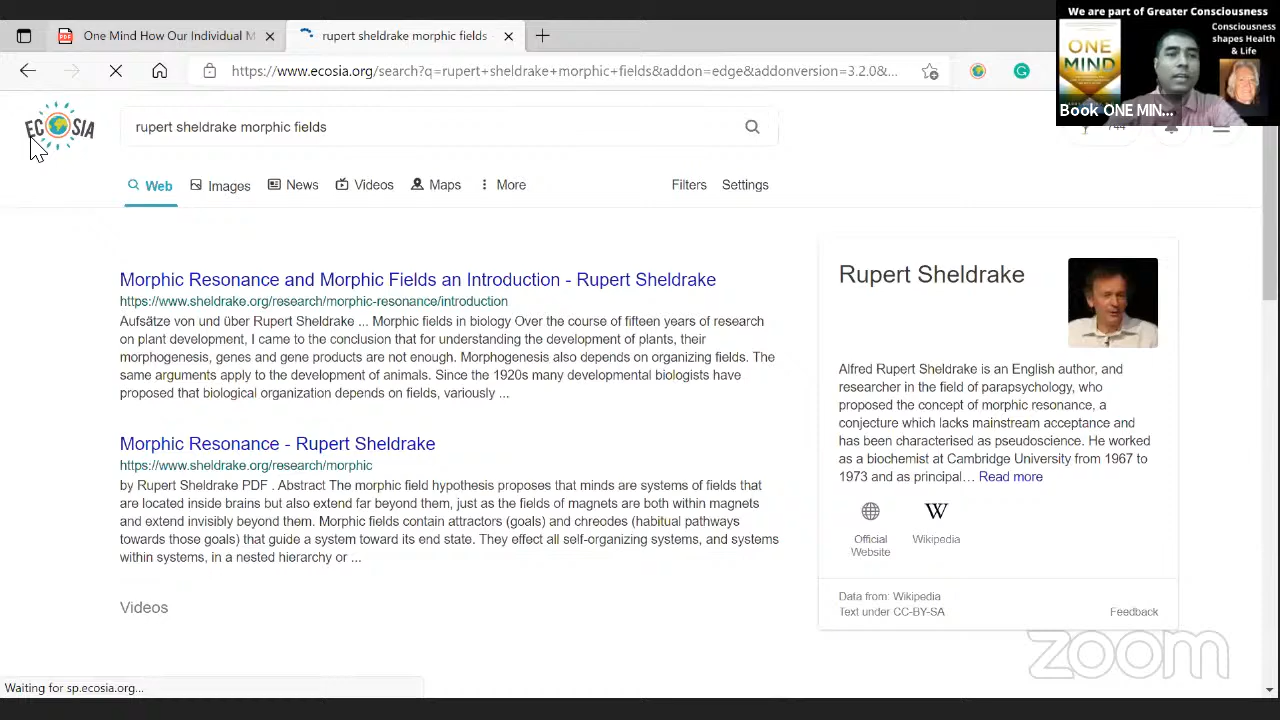 We are part of Greater Consciousness
Consciousness
shapes Health
& Life
ONE
MIND
Book ONE MIN...
One Mind How Our Individual M
rupert sheldrake morphic fields
https://www.ecosia.org/search?q=rupert+sheldrake+morphic+fields&addon=edge&addonversion=3.2.0&...
ECOSIA
rupert sheldrake morphic fields
744
Web
Images
News
Videos
Maps
More
Filters
Settings
Morphic Resonance and Morphic Fields an Introduction - Rupert Sheldrake
https://www.sheldrake.org/research/morphic-resonance/introduction
Aufsätze von und über Rupert Sheldrake ... Morphic fields in biology Over the course of fifteen years of research
on plant development, I came to the conclusion that for understanding the development of plants, their
morphogenesis, genes and gene products are not enough. Morphogenesis also depends on organizing fields. The
same arguments apply to the development of animals. Since the 1920s many developmental biologists have
proposed that biological organization depends on fields, variously ...
Morphic Resonance - Rupert Sheldrake
https://www.sheldrake.org/research/morphic
by Rupert Sheldrake PDF . Abstract The morphic field hypothesis proposes that minds are systems of fields that
are located inside brains but also extend far beyond them, just as the fields of magnets are both within magnets
and extend invisibly beyond them. Morphic fields contain attractors (goals) and chreodes (habitual pathways
towards those goals) that guide a system toward its end state. They effect all self-organizing systems, and systems
within systems, in a nested hierarchy or ...
Videos
Rupert Sheldrake
Alfred Rupert Sheldrake is an English author, and
researcher in the field of parapsychology, who
proposed the concept of morphic resonance, a
conjecture which lacks mainstream acceptance and
has been characterised as pseudoscience. He worked
as a biochemist at Cambridge University from 1967 to
1973 and as principal… Read more
W
Official
Website
Wikipedia
Data from: Wikipedia
Text under CC-BY-SA
Feedback
zoom
Waiting for sp.ecosia.org...